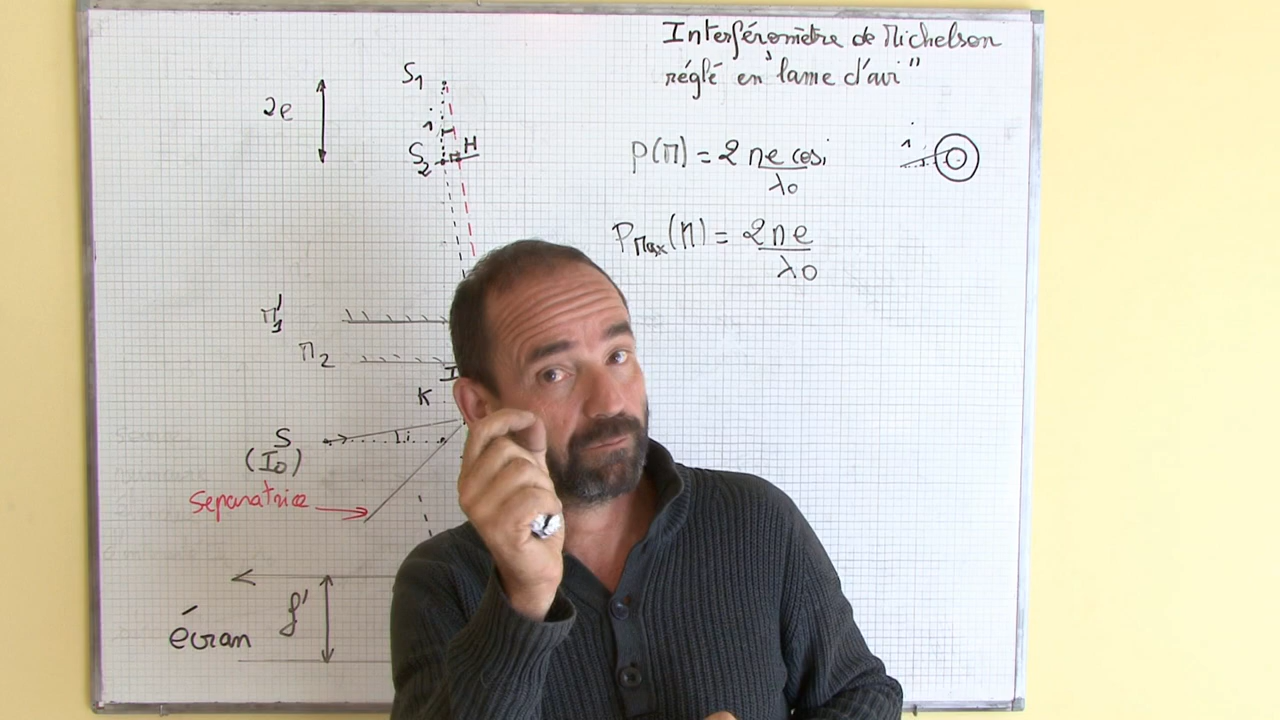 Interféromètre de Michelson
réglé en "lame d'air"
S1
2e
i
S2
H
p(M) = 2 ne cos i / λ0
i
pMax(M) = 2 n e / λ0
M'1
M2
I
K
S
i
(I0)
Separatrice
f'
écran